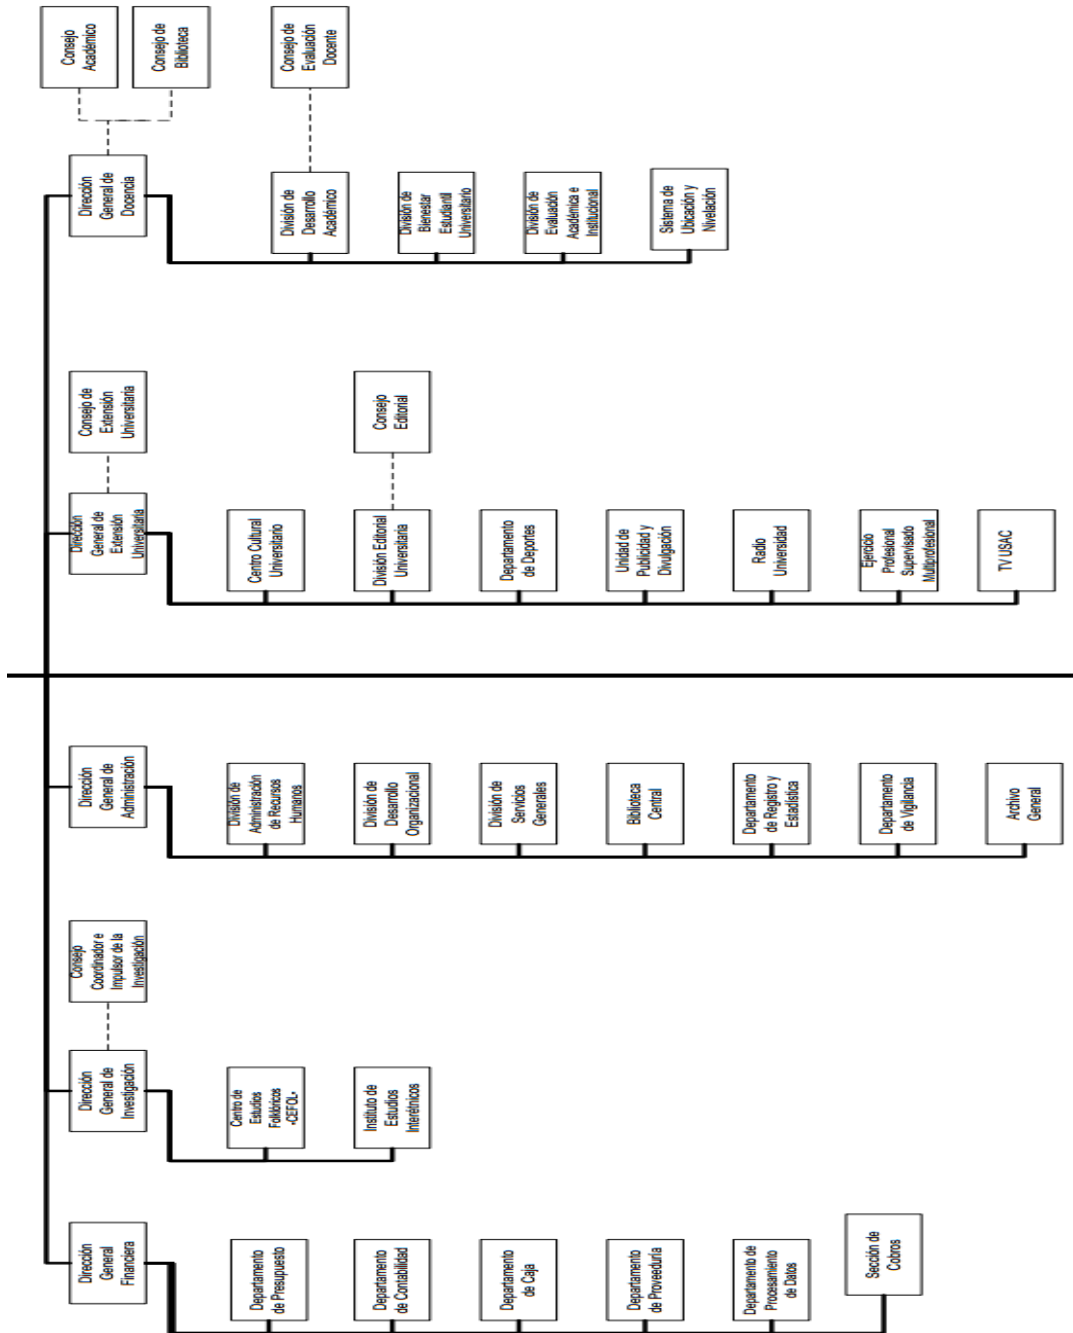 Dirección
General
Financiera
Departamento
de Presupuesto
Departamento
de Contabilidad
Departamento
de Caja
Departamento
de Proveeduría
Departamento de
Procesamiento
de Datos
Sección de
Cobros
Dirección
General de
Investigación
Consejo
Coordinador e
Impulsor de la
Investigación
Centro de
Estudios
Folklóricos
-CEFOL-
Instituto de
Estudios
Interétnicos
Dirección
General de
Administración
División de
Administración
de Recursos
Humanos
División de
Desarrollo
Organizacional
División de
Servicios
Generales
Biblioteca
Central
Departamento
de Registro y
Estadística
Departamento
de Vigilancia
Archivo
General
Dirección
General de
Extensión
Universitaria
Consejo de
Extensión
Universitaria
Centro Cultural
Universitario
División Editorial
Universitaria
Consejo
Editorial
Departamento
de Deportes
Unidad de
Publicidad y
Divulgación
Radio
Universidad
Ejercicio
Profesional
Supervisado
Multiprofesional
TV USAC
Dirección
General de
Docencia
Consejo
Académico
Consejo de
Biblioteca
División de
Desarrollo
Académico
Consejo de
Evaluación
Docente
División de
Bienestar
Estudiantil
Universitario
División de
Evaluación
Académica e
Institucional
Sistema de
Ubicación y
Nivelación